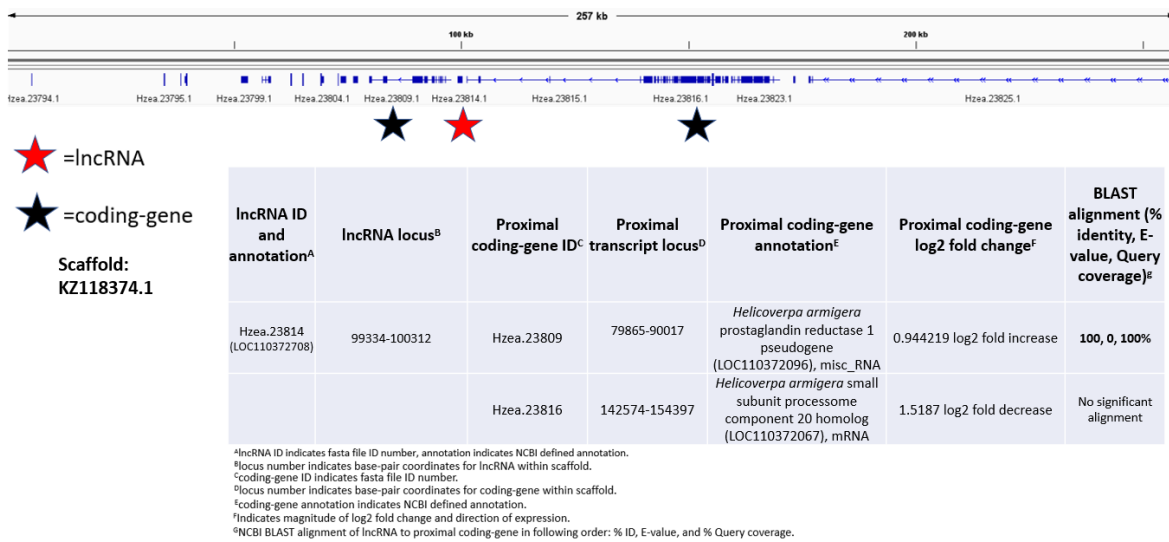 257 kb
100 kb
200 kb
Hzea.23794.1 Hzea.23795.1 Hzea.23799.1 Hzea.23804.1 Hzea.23809.1 Hzea.23814.1 Hzea.23815.1 Hzea.23816.1 Hzea.23823.1 Hzea.23825.1
=lncRNA
=coding-gene
Scaffold:
KZ118374.1
lncRNA ID
and
annotationᴬ
lncRNA locusᴮ
Proximal
coding-gene IDᶜ
Proximal
transcript locusᴰ
Proximal coding-gene
annotationᴱ
Proximal coding-gene
log2 fold changeᶠ
BLAST
alignment (%
identity, E-
value, Query
coverage)ᵍ
Hzea.23814
(LOC110372708)
99334-100312
Hzea.23809
79865-90017
Helicoverpa armigera
prostaglandin reductase 1
pseudogene
(LOC110372096), misc_RNA
0.944219 log2 fold increase
100, 0, 100%
Hzea.23816
142574-154397
Helicoverpa armigera small
subunit processome
component 20 homolog
(LOC110372067), mRNA
1.5187 log2 fold decrease
No significant
alignment
ᴬlncRNA ID indicates fasta file ID number, annotation indicates NCBI defined annotation.
ᴮlocus number indicates base-pair coordinates for lncRNA within scaffold.
ᶜcoding-gene ID indicates fasta file ID number.
ᴰlocus number indicates base-pair coordinates for coding-gene within scaffold.
ᴱcoding-gene annotation indicates NCBI defined annotation.
ᶠIndicates magnitude of log2 fold change and direction of expression.
ᴳNCBI BLAST alignment of lncRNA to proximal coding-gene in following order: % ID, E-value, and % Query coverage.